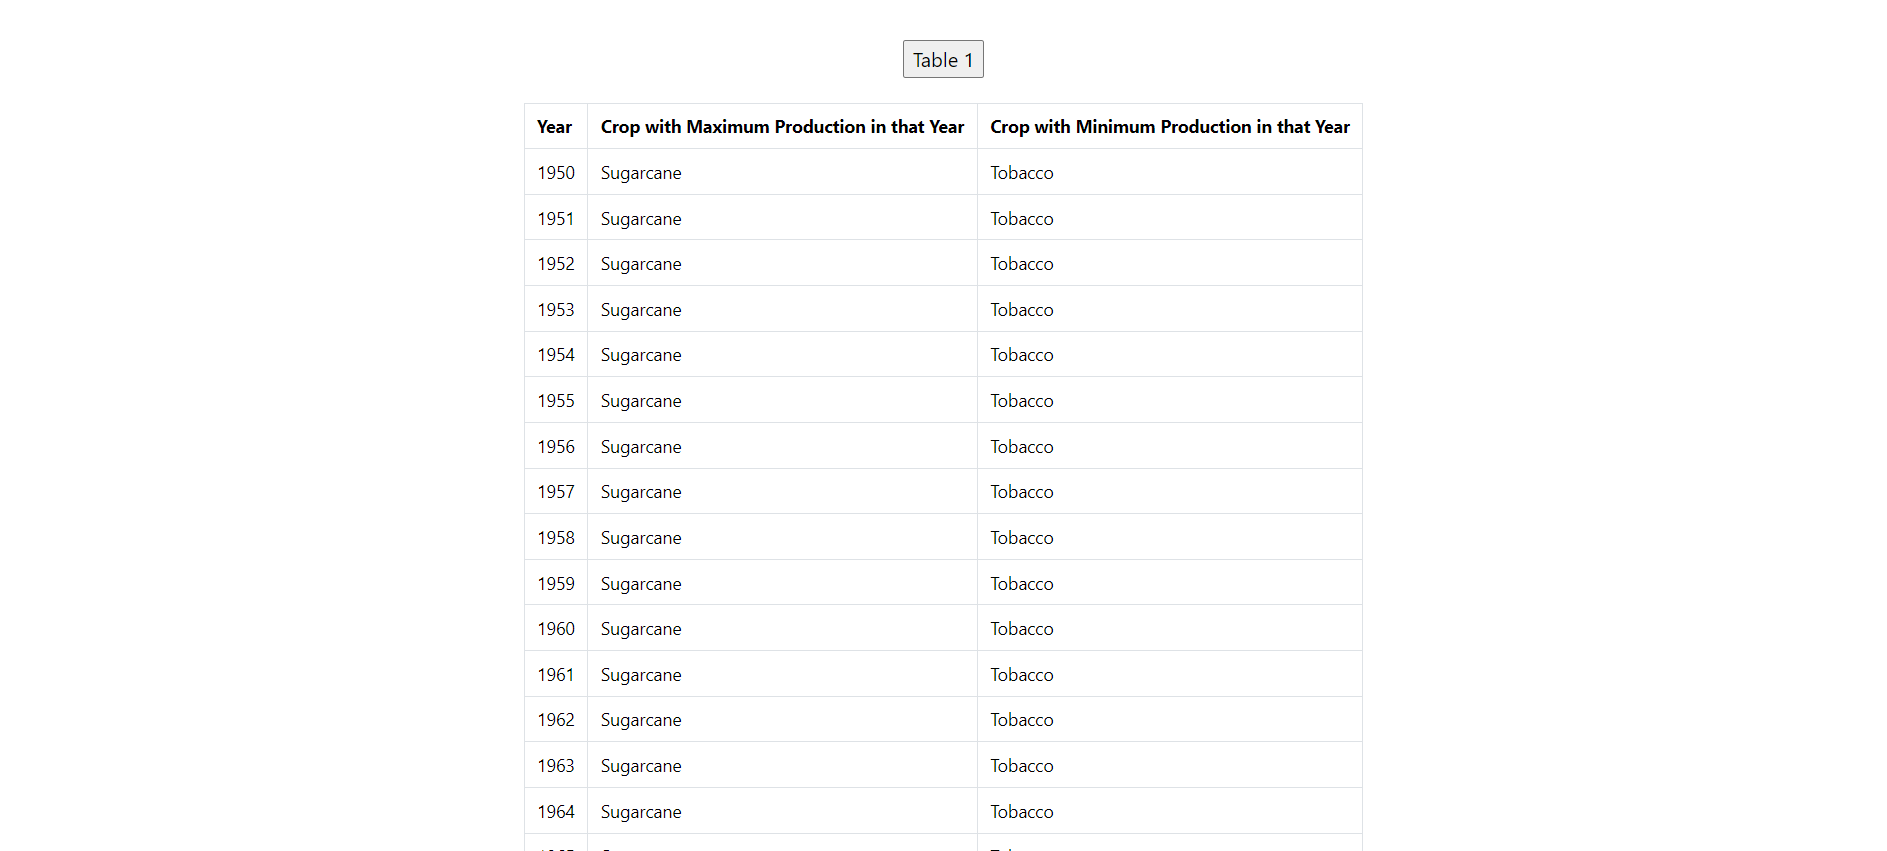 Table 1
Year Crop with Maximum Production in that Year Crop with Minimum Production in that Year
1950 Sugarcane Tobacco
1951 Sugarcane Tobacco
1952 Sugarcane Tobacco
1953 Sugarcane Tobacco
1954 Sugarcane Tobacco
1955 Sugarcane Tobacco
1956 Sugarcane Tobacco
1957 Sugarcane Tobacco
1958 Sugarcane Tobacco
1959 Sugarcane Tobacco
1960 Sugarcane Tobacco
1961 Sugarcane Tobacco
1962 Sugarcane Tobacco
1963 Sugarcane Tobacco
1964 Sugarcane Tobacco